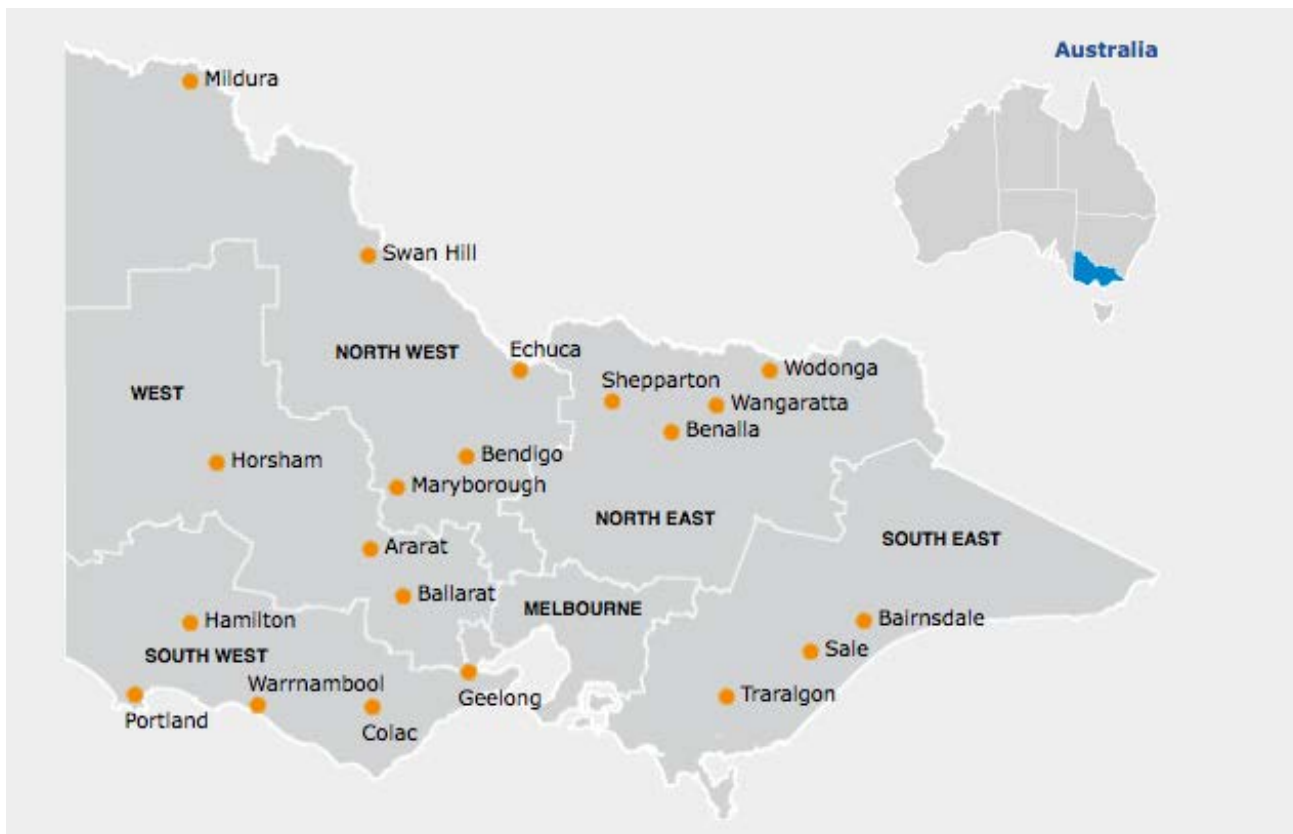 Australia
Mildura
Swan Hill
NORTH WEST
Echuca
Wodonga
Shepparton
WEST
Wangaratta
Benalla
Bendigo
Horsham
Maryborough
NORTH EAST
SOUTH EAST
Ararat
Ballarat
MELBOURNE
Hamilton
Bairnsdale
Sale
SOUTH WEST
Warrnambool
Geelong
Traralgon
Portland
Colac